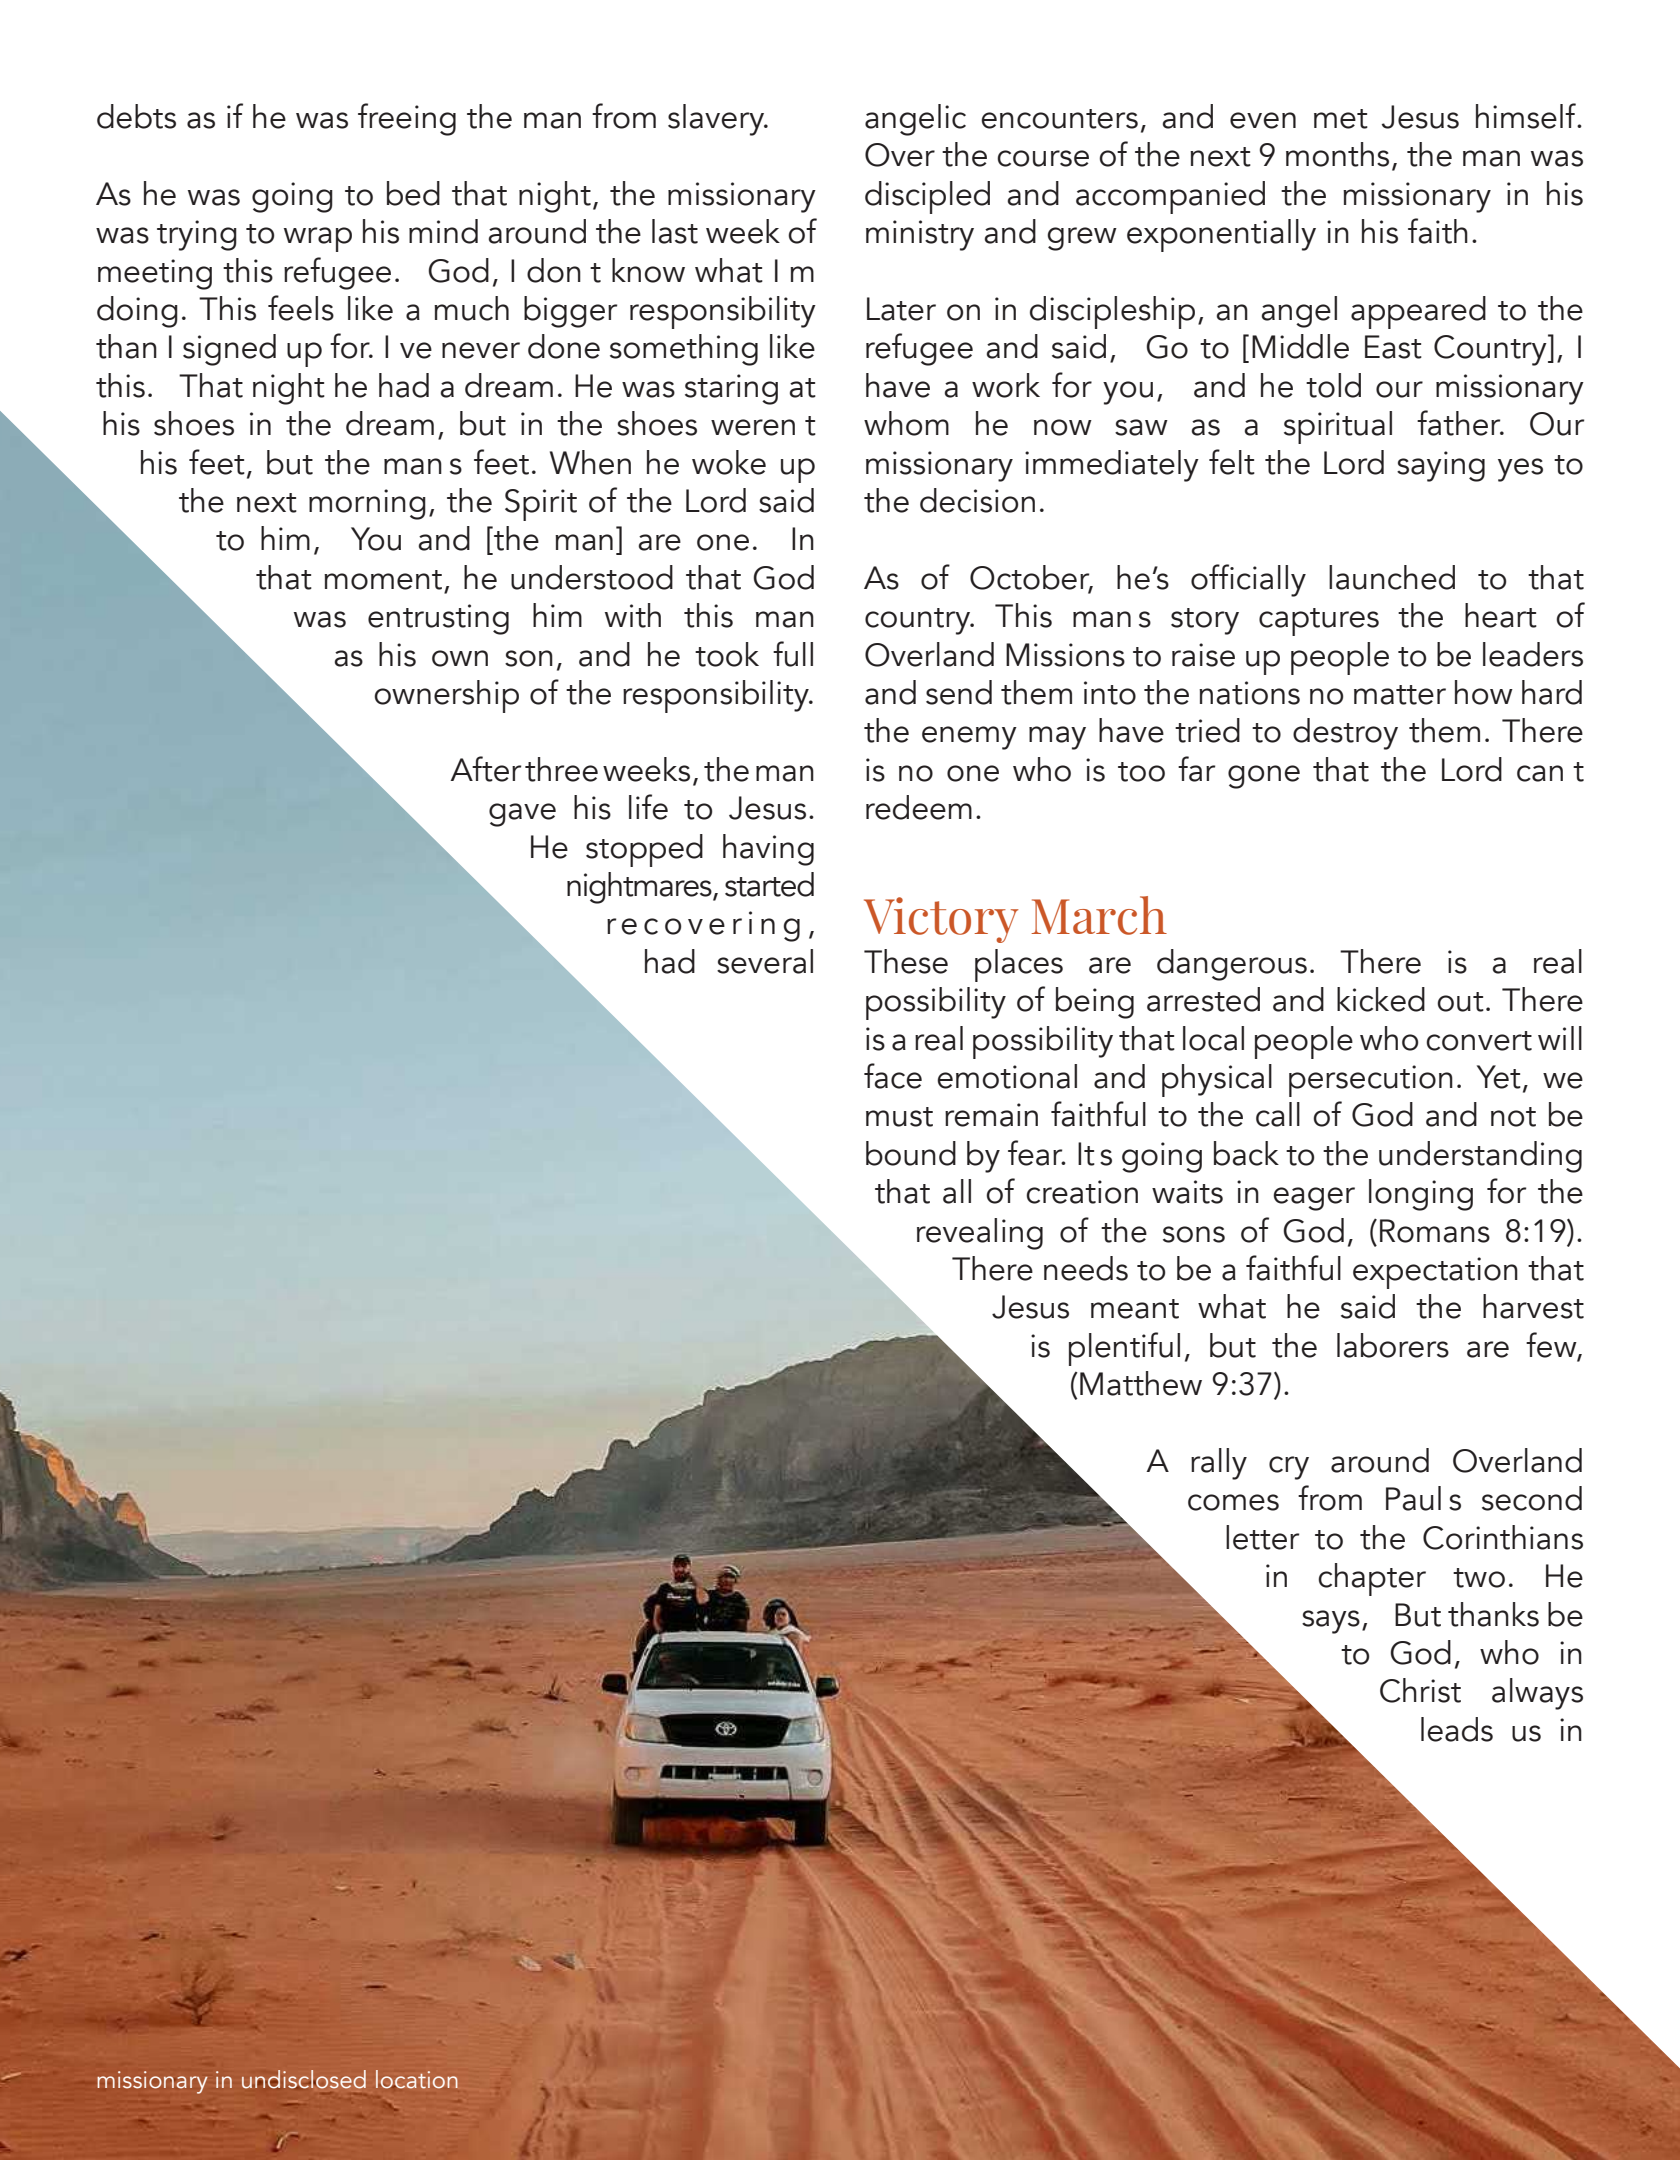 debts as if he was freeing the man from slavery.
As he was going to bed that night, the missionary
was trying to wrap his mind around the last week of
meeting this refugee. God, I don t know what I m
doing. This feels like a much bigger responsibility
than I signed up for. I ve never done something like
this. That night he had a dream. He was staring at
his shoes in the dream, but in the shoes weren t
his feet, but the man s feet. When he woke up
the next morning, the Spirit of the Lord said
to him, You and [the man] are one. In
that moment, he understood that God
was entrusting him with this man
as his own son, and he took full
ownership of the responsibility.
After three weeks, the man
gave his life to Jesus.
He stopped having
nightmares, started
recovering,
had several
angelic encounters, and even met Jesus himself.
Over the course of the next 9 months, the man was
discipled and accompanied the missionary in his
ministry and grew exponentially in his faith.
Later on in discipleship, an angel appeared to the
refugee and said, Go to [Middle East Country], I
have a work for you, and he told our missionary
whom he now saw as a spiritual father. Our
missionary immediately felt the Lord saying yes to
the decision.
As of October, he’s officially launched to that
country. This man s story captures the heart of
Overland Missions to raise up people to be leaders
and send them into the nations no matter how hard
the enemy may have tried to destroy them. There
is no one who is too far gone that the Lord can t
redeem.
Victory March
These places are dangerous. There is a real
possibility of being arrested and kicked out. There
is a real possibility that local people who convert will
face emotional and physical persecution. Yet, we
must remain faithful to the call of God and not be
bound by fear. It s going back to the understanding
that all of creation waits in eager longing for the
revealing of the sons of God, (Romans 8:19).
There needs to be a faithful expectation that
Jesus meant what he said the harvest
is plentiful, but the laborers are few,
(Matthew 9:37).
A rally cry around Overland
comes from Paul s second
letter to the Corinthians
in chapter two. He
says, But thanks be
to God, who in
Christ always
leads us in
missionary in undisclosed location